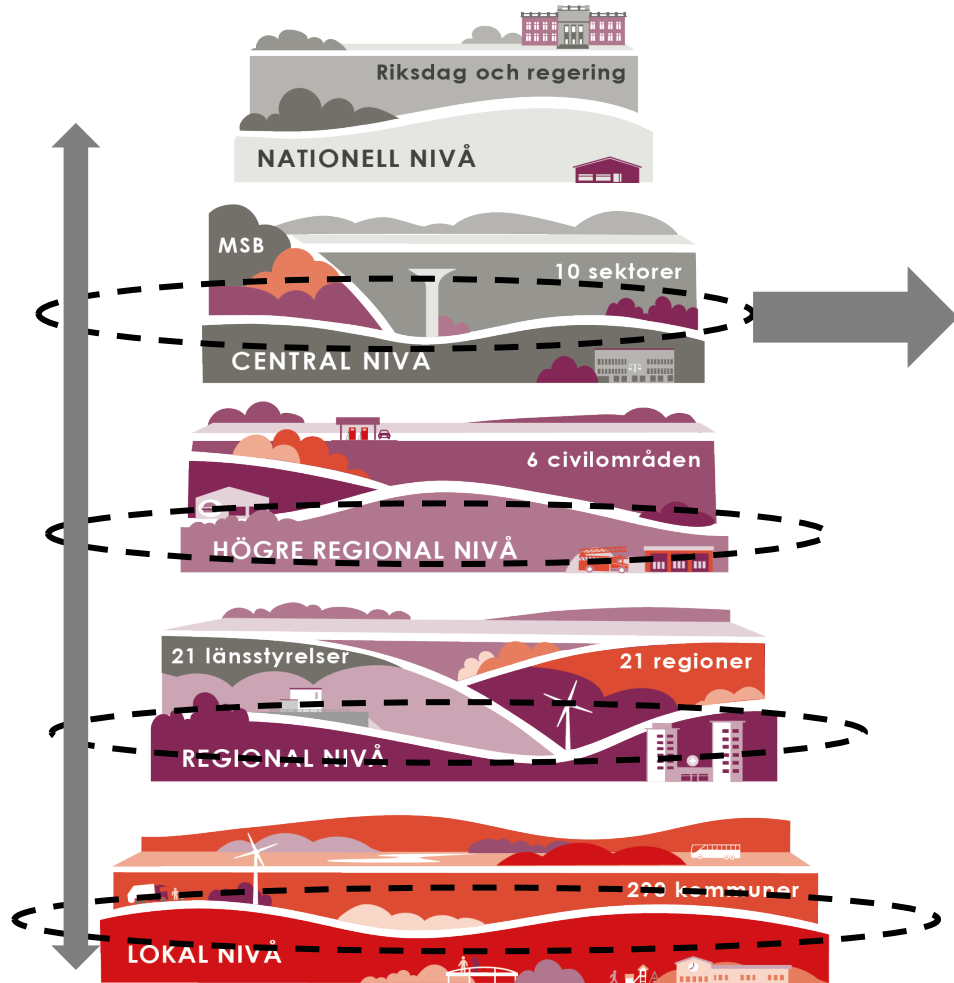 Riksdag och regering
NATIONELL NIVÅ
MSB
10 sektorer
CENTRAL NIVÅ
6 civilområden
HÖGRE REGIONAL NIVÅ
21 länsstyrelser
21 regioner
REGIONAL NIVÅ
290 kommuner
LOKAL NIVÅ